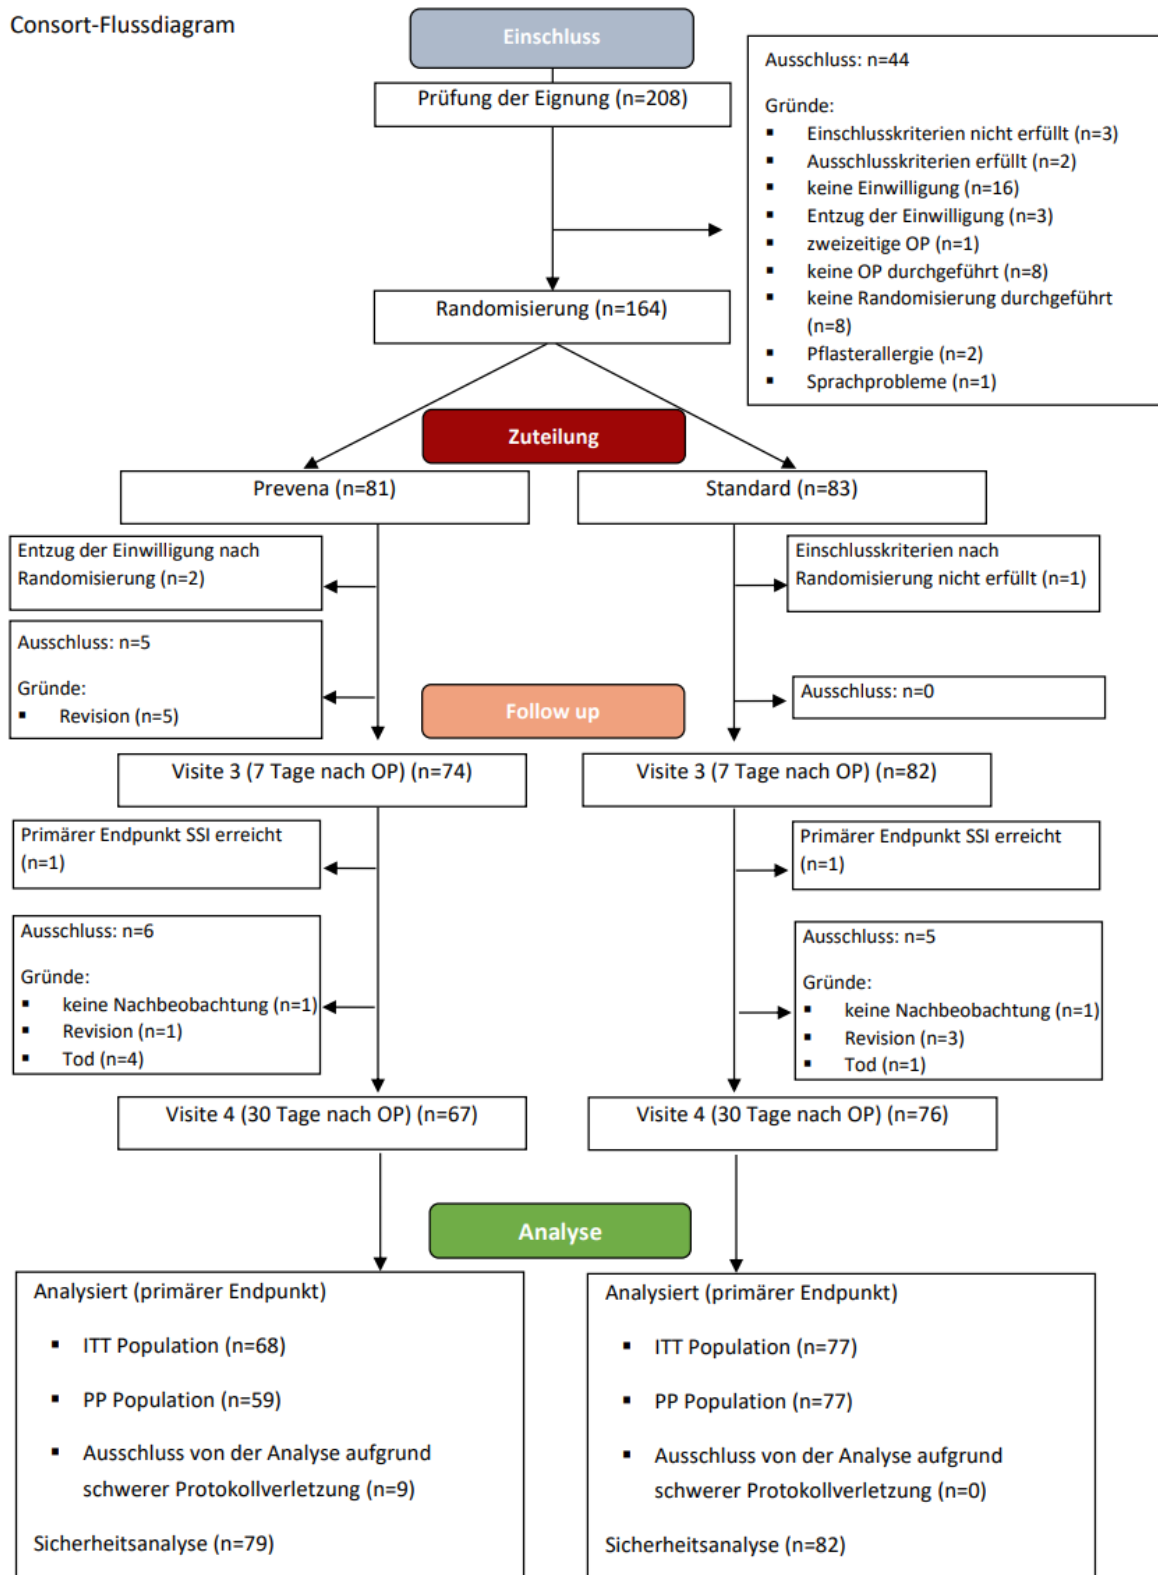 Consort-Flussdiagram
Einschluss
Prüfung der Eignung (n=208)
Ausschluss: n=44
Gründe:
▪ Einschlusskriterien nicht erfüllt (n=3)
▪ Ausschlusskriterien erfüllt (n=2)
▪ keine Einwilligung (n=16)
▪ Entzug der Einwilligung (n=3)
▪ zweizeitige OP (n=1)
▪ keine OP durchgeführt (n=8)
▪ keine Randomisierung durchgeführt
(n=8)
▪ Pflasterallergie (n=2)
▪ Sprachprobleme (n=1)
Randomisierung (n=164)
Zuteilung
Prevena (n=81)
Standard (n=83)
Entzug der Einwilligung nach
Randomisierung (n=2)
Einschlusskriterien nach
Randomisierung nicht erfüllt (n=1)
Ausschluss: n=5
Gründe:
▪ Revision (n=5)
Ausschluss: n=0
Follow up
Visite 3 (7 Tage nach OP) (n=74)
Visite 3 (7 Tage nach OP) (n=82)
Primärer Endpunkt SSI erreicht
(n=1)
Primärer Endpunkt SSI erreicht
(n=1)
Ausschluss: n=6
Gründe:
▪ keine Nachbeobachtung (n=1)
▪ Revision (n=1)
▪ Tod (n=4)
Ausschluss: n=5
Gründe:
▪ keine Nachbeobachtung (n=1)
▪ Revision (n=3)
▪ Tod (n=1)
Visite 4 (30 Tage nach OP) (n=67)
Visite 4 (30 Tage nach OP) (n=76)
Analyse
Analysiert (primärer Endpunkt)
▪ ITT Population (n=68)
▪ PP Population (n=59)
▪ Ausschluss von der Analyse aufgrund
schwerer Protokollverletzung (n=9)
Sicherheitsanalyse (n=79)
Analysiert (primärer Endpunkt)
▪ ITT Population (n=77)
▪ PP Population (n=77)
▪ Ausschluss von der Analyse aufgrund
schwerer Protokollverletzung (n=0)
Sicherheitsanalyse (n=82)